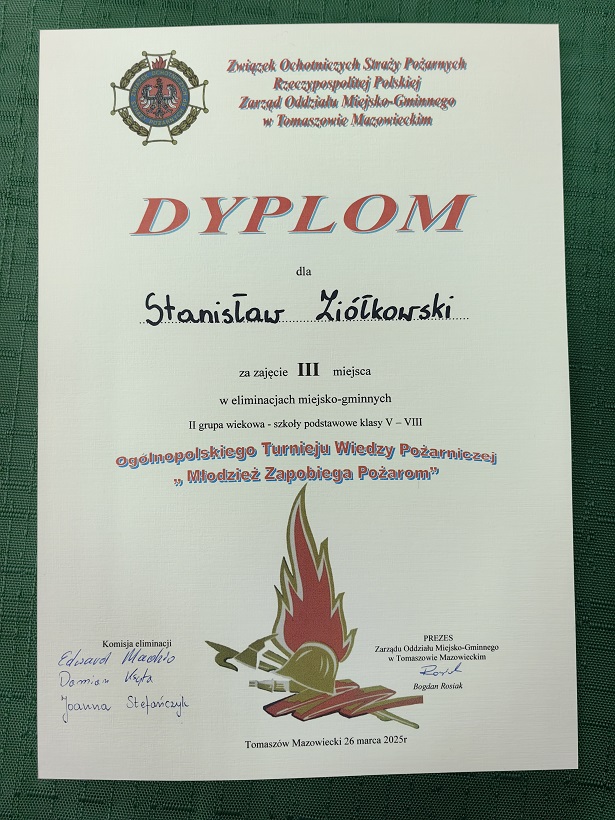 Związek Ochotniczych Straży Pożarnych
Rzeczypospolitej Polskiej
Zarząd Oddziału Miejsko-Gminnego
w Tomaszowie Mazowieckim
DYPLOM
dla
Stanisław Ziółkowski
za zajęcie III miejsca
w eliminacjach miejsko-gminnych
II grupa wiekowa - szkoły podstawowe klasy V – VIII
Ogólnopolskiego Turnieju Wiedzy Pożarniczej
„ Młodzież Zapobiega Pożarom”
Komisja eliminacji
Edward
Damian
Joanna Stefańczyk
PREZES
Zarządu Oddziału Miejsko-Gminnego
w Tomaszowie Mazowieckim
Bogdan Rosiak
Tomaszów Mazowiecki 26 marca 2025r